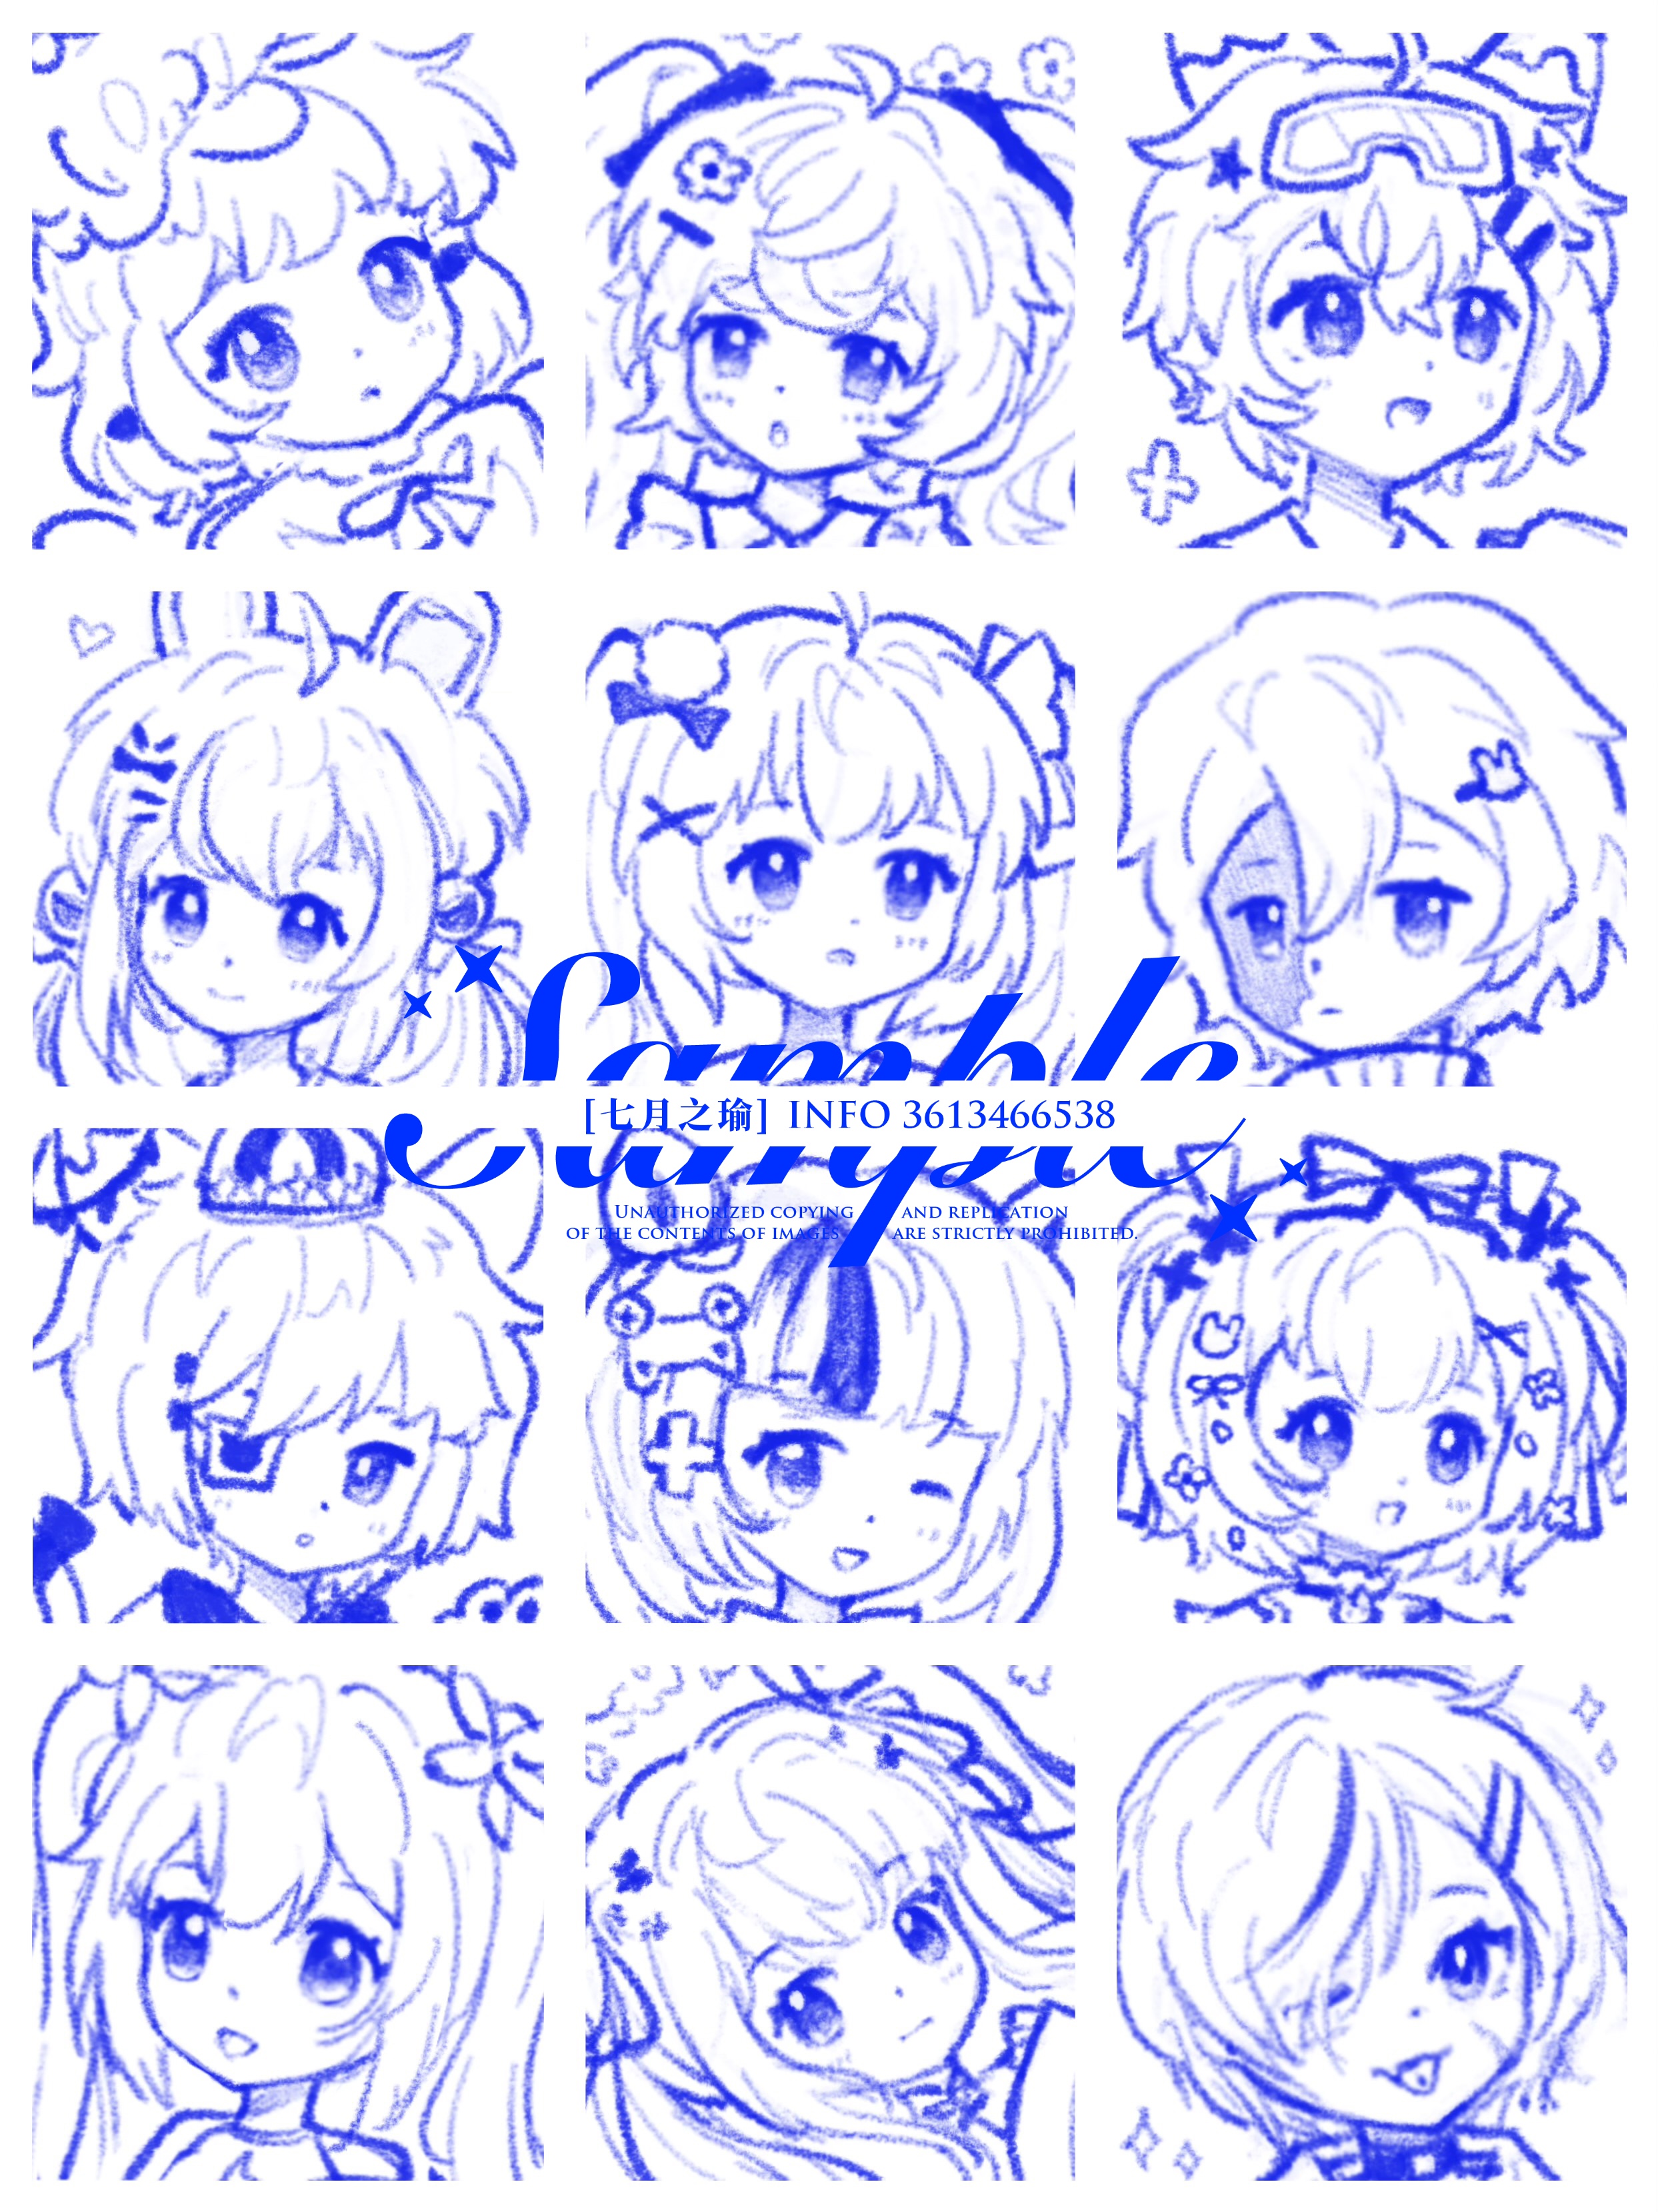 Sample
[七月之瑜] INFO 3613466538
UNAUTHORIZED COPYING AND REPLICATION
OF THE CONTENTS OF IMAGES ARE STRICTLY PROHIBITED.